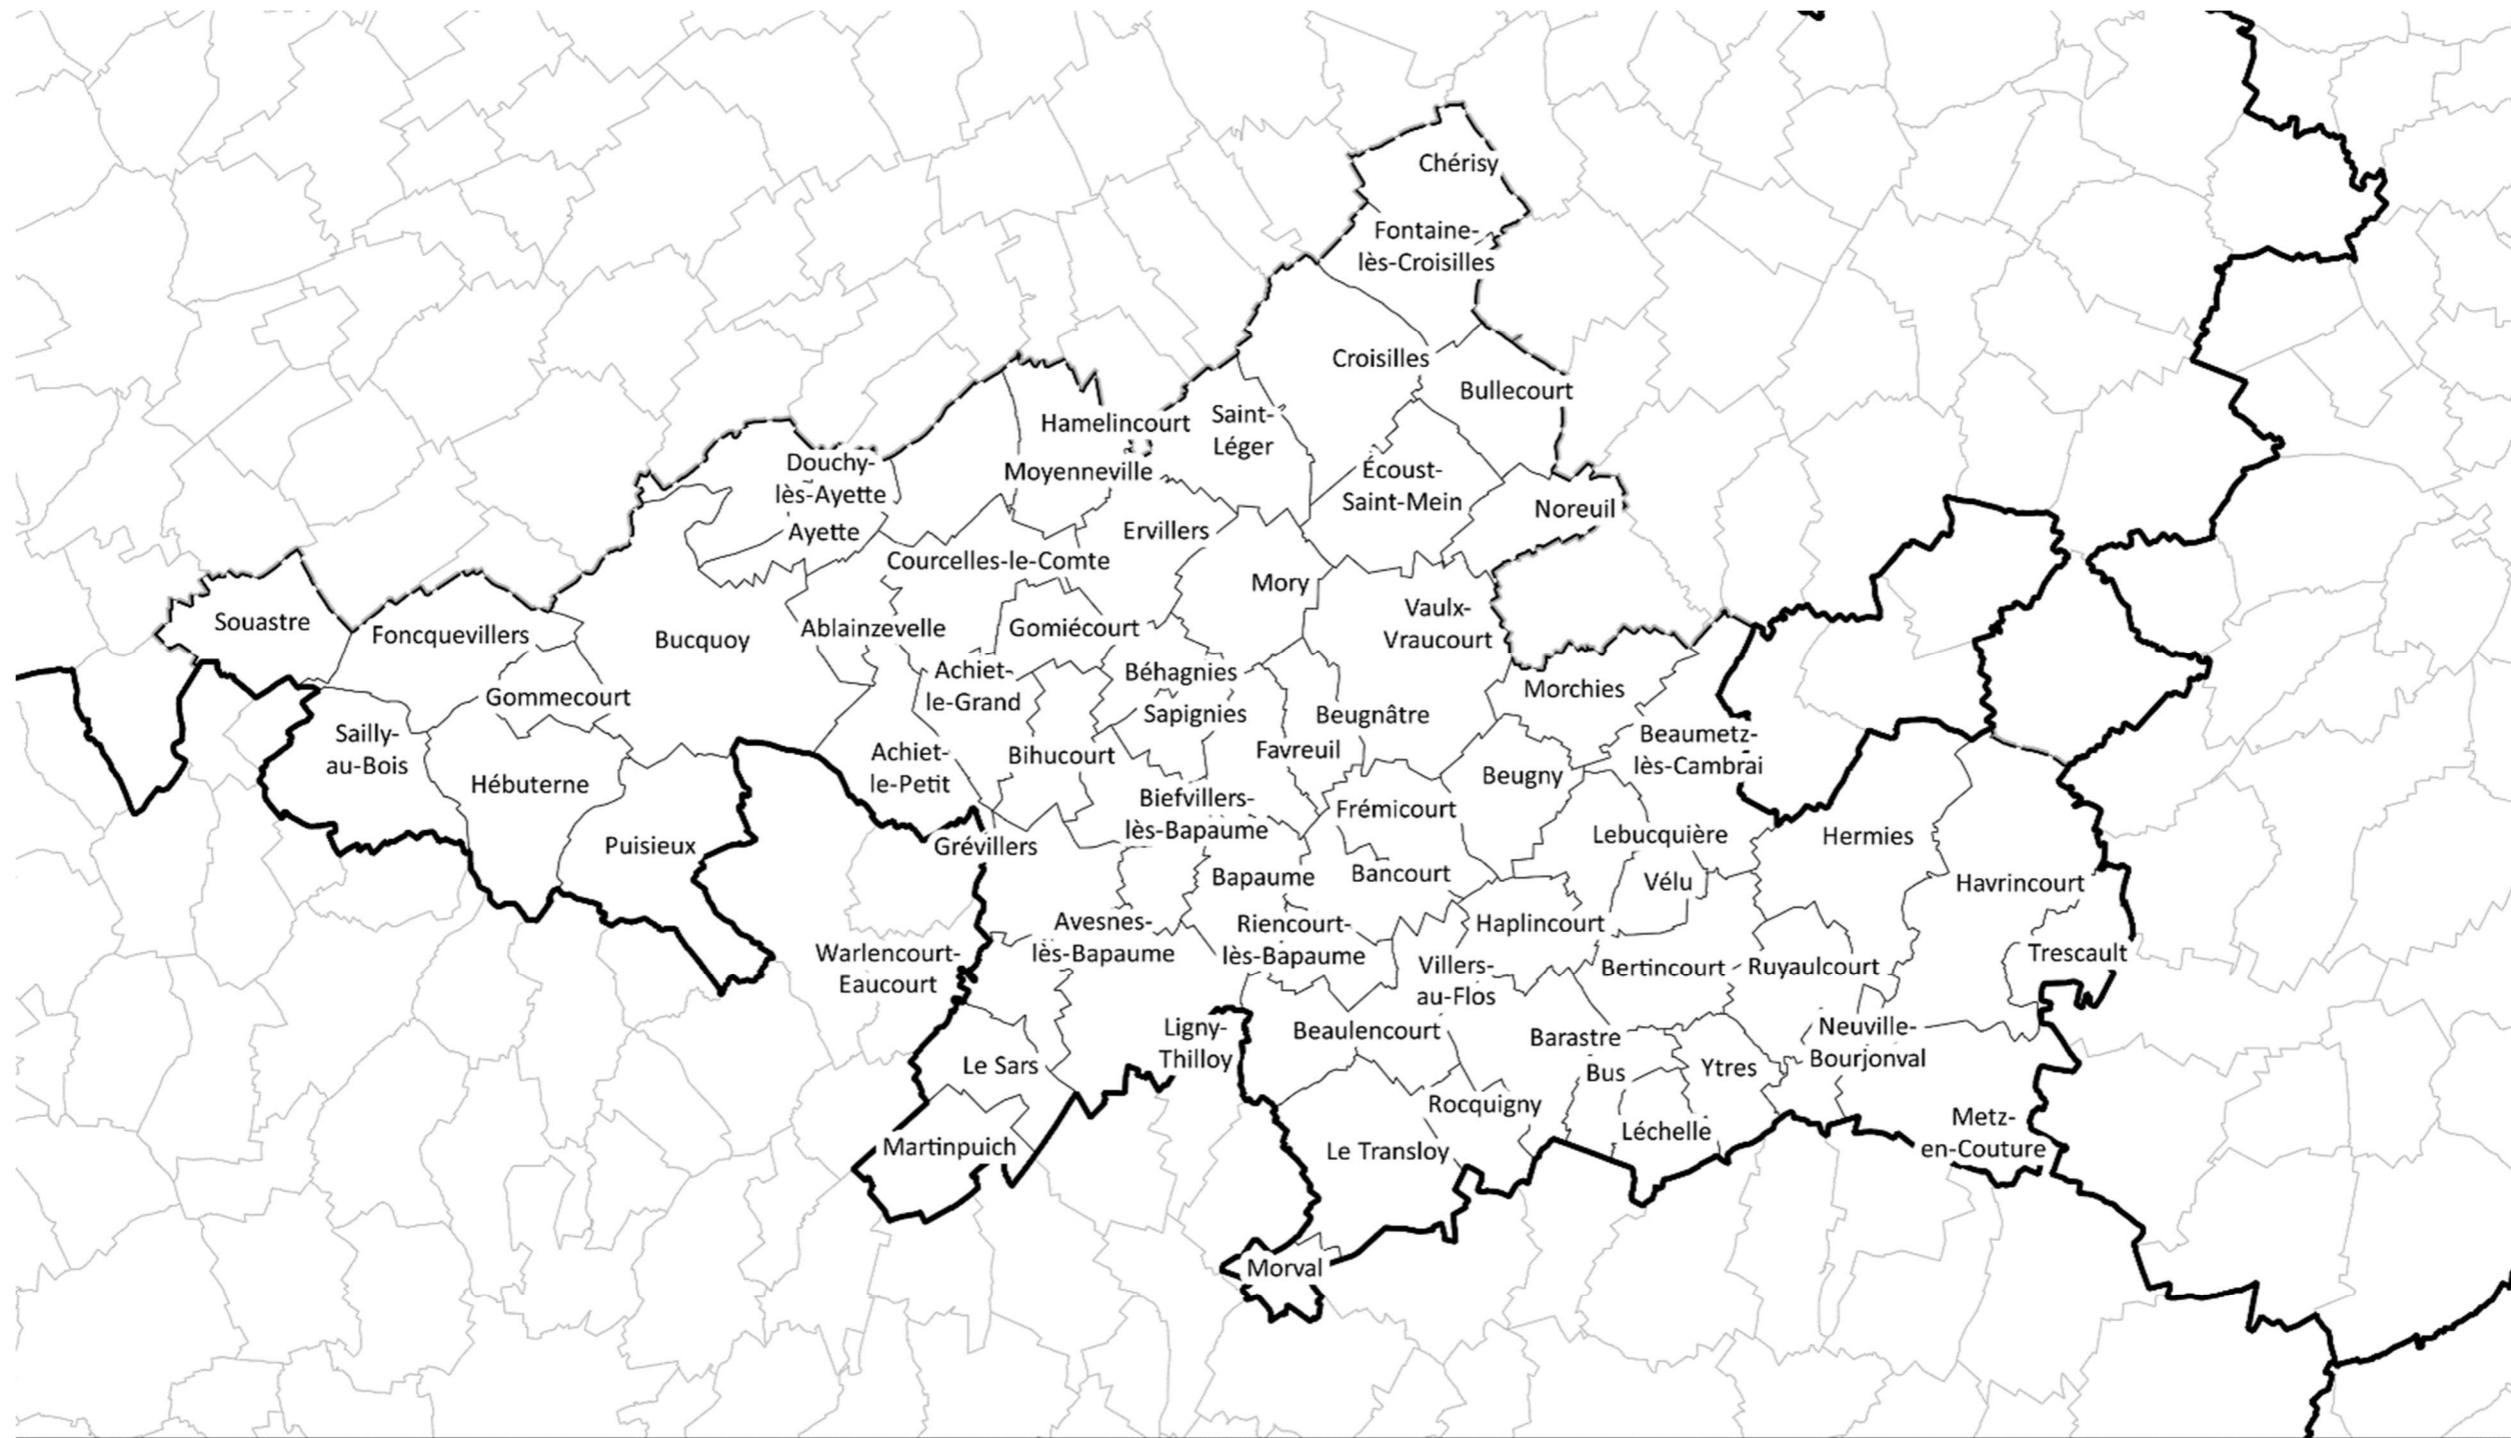 Chérisy
Fontaine-
lès-Croisilles
Croisilles
Bullecourt
Hamelincourt
Saint-
Léger
Douchy-
lès-Ayette
Moyenneville
Écoust-
Saint-Mein
Noreuil
Ayette
Ervillers
Courcelles-le-Comte
Mory
Souastre
Foncquevillers
Bucquoy
Ablainzevelle
Gomiécourt
Vaulx-
Vraucourt
Achiet-
le-Grand
Béhagnies
Morchies
Gommecourt
Sapignies
Beugnâtre
Sailly-
au-Bois
Beaumetz-
lès-Cambrai
Achiet-
le-Petit
Bihucourt
Favreuil
Beugny
Hébuterne
Biefvillers-
lès-Bapaume
Frémicourt
Lebucquière
Hermies
Puisieux
Grévillers
Bapaume
Bancourt
Vélu
Havrincourt
Avesnes-
lès-Bapaume
Riencourt-
lès-Bapaume
Haplincourt
Warlencourt-
Eaucourt
Villers-
au-Flos
Bertincourt
Ruyaulcourt
Trescault
Ligny-
Thilloy
Beaulencourt
Barastre
Neuville-
Bourjonval
Le Sars
Bus
Ytres
Rocquigny
Martinpuich
Le Transloy
Léchelle
Metz-
en-Couture
Morval